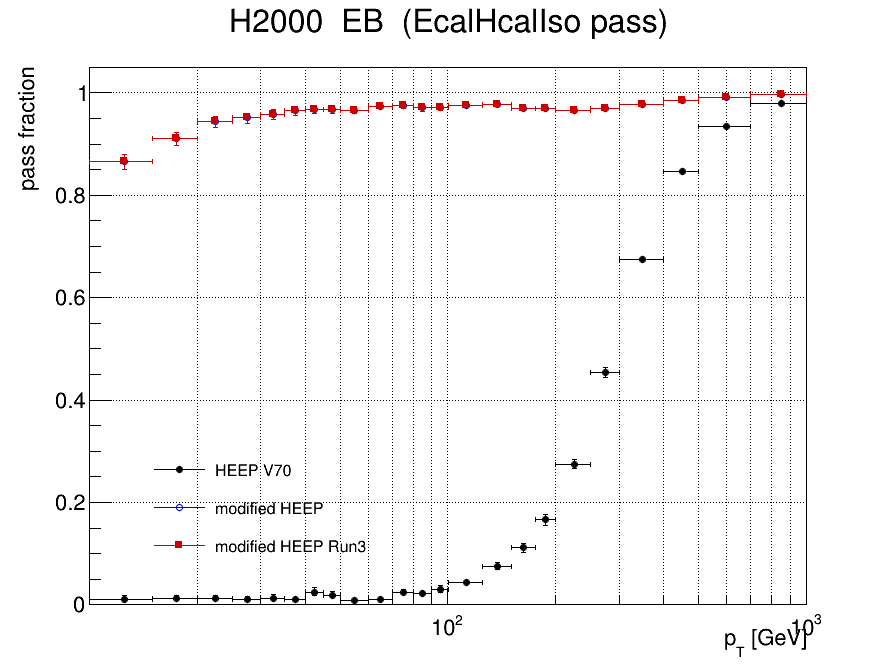 H2000 EB (EcalHcalIso pass)
pass fraction
1
0.8
0.6
0.4
0.2
0
HEEP V70
modified HEEP
modified HEEP Run3
10²
10³
p_T [GeV]